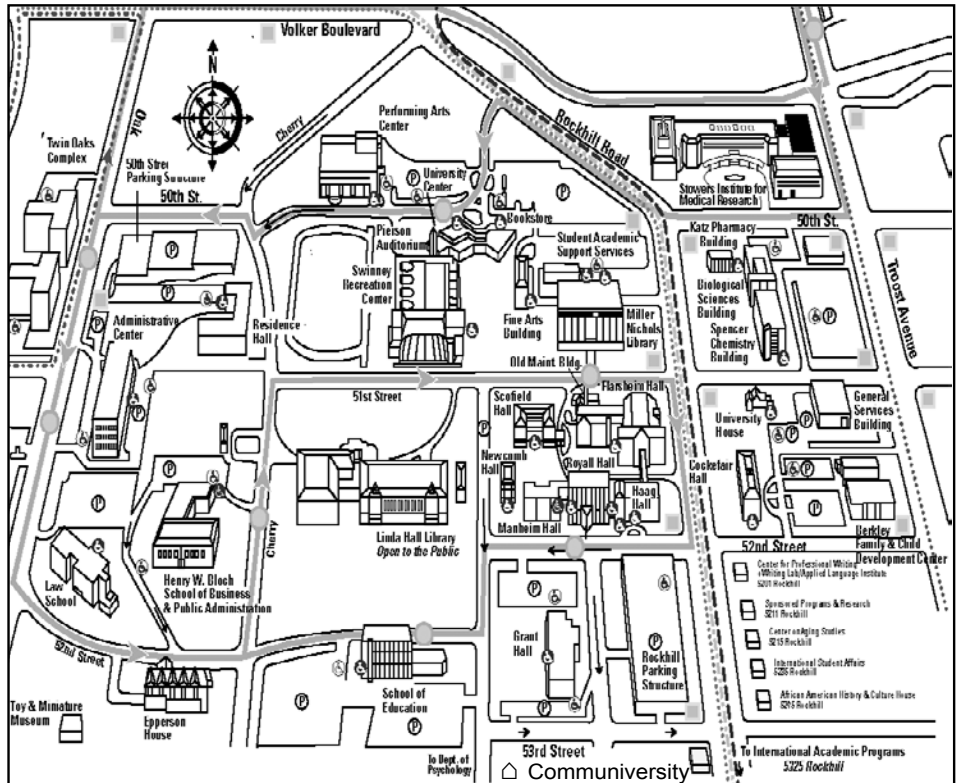 Volker Boulevard
N
Oak
Cherry
Twin Oaks
Complex
50th Street
Parking Structure
50th St.
Performing Arts
Center
University
Center
Rockhill Road
Stowers Institute for
Medical Research
50th St.
Bookstore
Pierson
Auditorium
Student Academic
Support Services
Katz Pharmacy
Building
Swinney
Recreation
Center
Biological
Sciences
Building
Troost Avenue
Administrative
Center
Residence
Hall
Fine Arts
Building
Miller
Nichols
Library
Spencer
Chemistry
Building
Old Maint. Bldg.
51st Street
Scofield
Hall
Flarsheim Hall
University
House
General
Services
Building
Newcomb
Hall
Royall Hall
Cockefair
Hall
Haag
Hall
Manheim Hall
Cherry
Linda Hall Library
Open to the Public
52nd Street
Berkley
Family & Child
Development Center
Law
School
Henry W. Bloch
School of Business
& Public Administration
Center for Professional Writing
5201 Rockhill
Sponsored Programs & Research
5211 Rockhill
52nd Street
Grant
Hall
Center on Aging Studies
5215 Rockhill
Rockhill
Parking
Structure
International Student Affairs
5235 Rockhill
School of
Education
African American History & Culture House
Rockhill
Toy & Miniature
Museum
Epperson
House
To Dept. of
Psychology
53rd Street
To International Academic Programs
5325 Rockhill
Communiversity